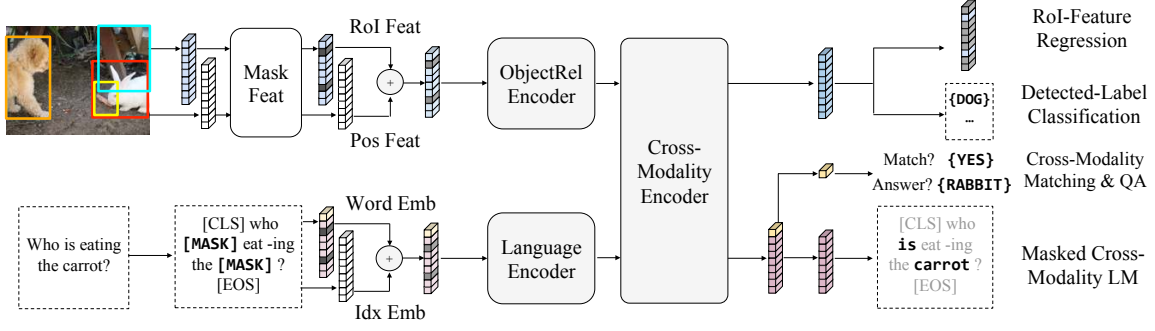 RoI Feat
Mask
Feat
Pos Feat
ObjectRel
Encoder
Cross-
Modality
Encoder
RoI-Feature
Regression
{DOG}
...
Detected-Label
Classification
Match? {YES}
Answer? {RABBIT}
Cross-Modality
Matching & QA
Who is eating
the carrot?
[CLS] who
[MASK] eat -ing
the [MASK] ?
[EOS]
Word Emb
Idx Emb
Language
Encoder
[CLS] who
is eat -ing
the carrot ?
[EOS]
Masked Cross-
Modality LM